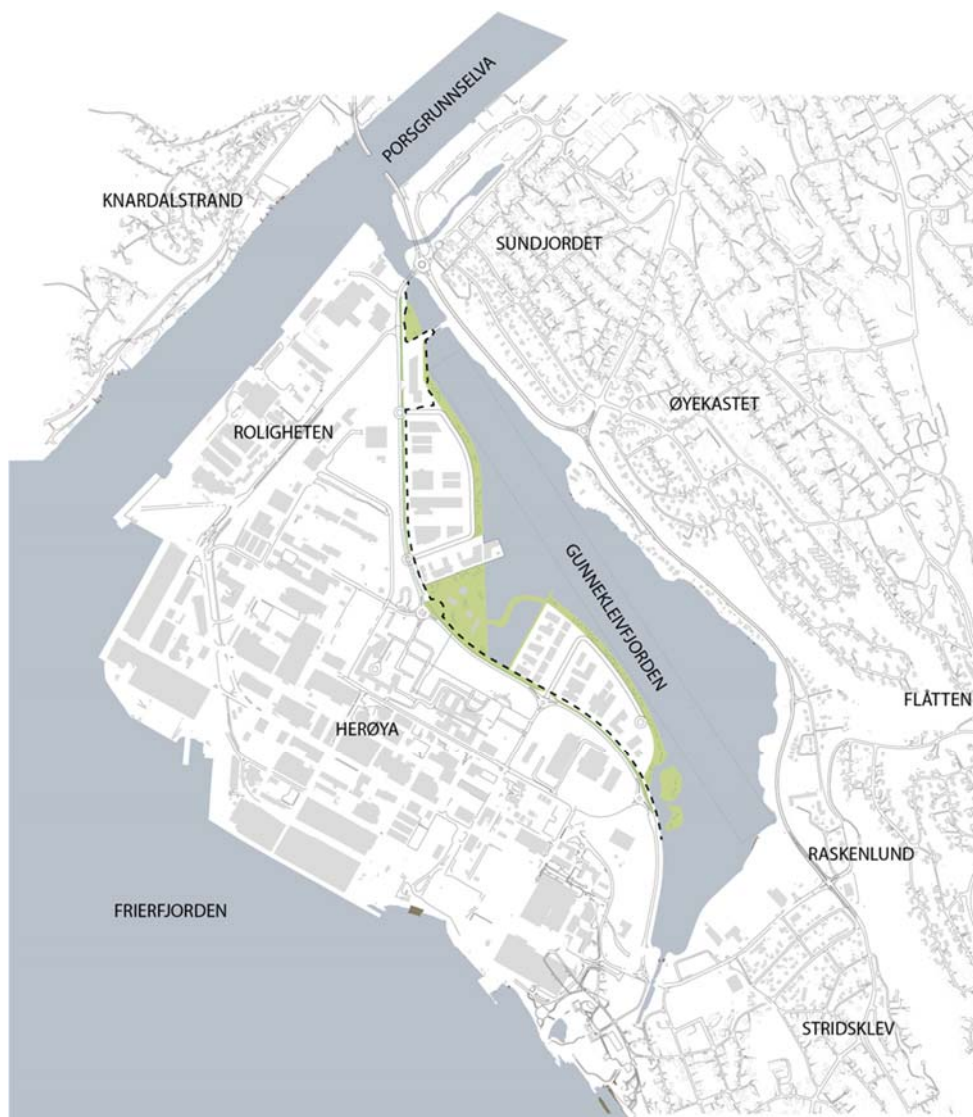 PORSGRUNNSELVA
KNARDALSTRAND
SUNDJORDET
ØYEKASTET
ROLIGHETEN
GUNNEKLEIVFJORDEN
FLÅTTEN
HERØYA
RASKENLUND
FRIERFJORDEN
STRIDSKLEV